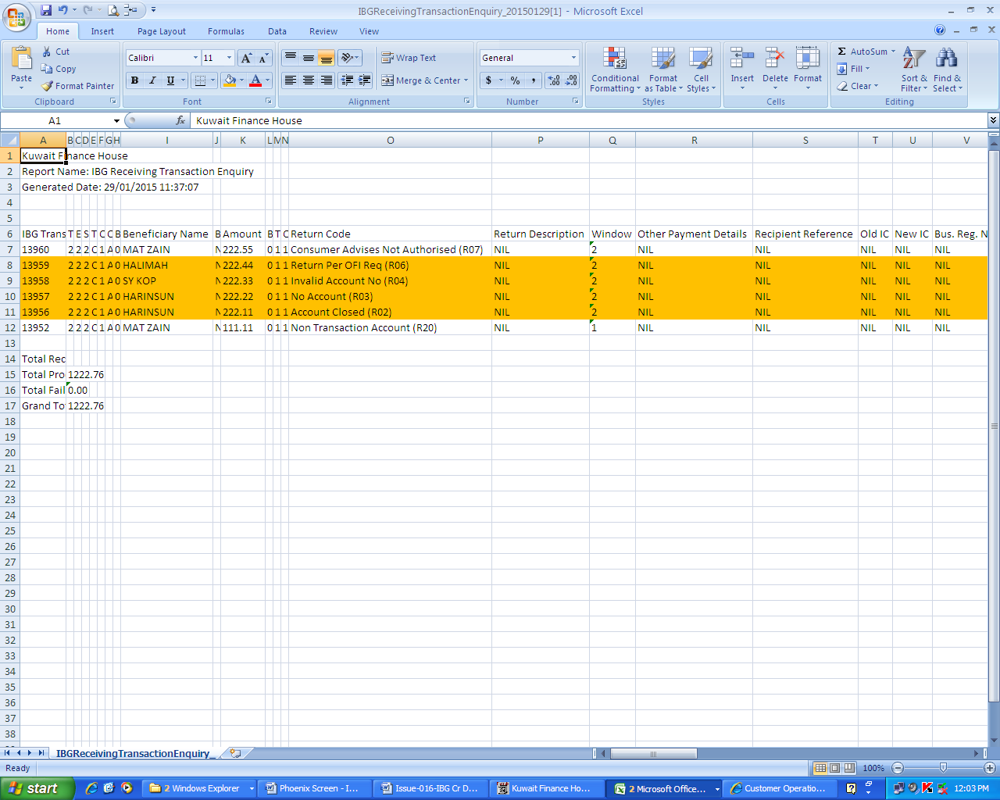 IBGReceivingTransactionEnquiry_20150129[1] - Microsoft Excel
Home Insert Page Layout Formulas Data Review View
Paste Cut Copy Format Painter Clipboard
Calibri 11 A A B I U A Font
Wrap Text Merge & Center Alignment
General $ % , .00 Number
Conditional Formatting Format as Table Cell Styles Styles
Insert Delete Format Cells
Σ AutoSum Fill Clear Sort & Filter Find & Select Editing
A1 fx Kuwait Finance House
A B C D E F G H I J K L M N O P Q R S T U V
1 Kuwait Finance House
2 Report Name: IBG Receiving Transaction Enquiry
3 Generated Date: 29/01/2015 11:37:07
4
5
6 IBG Trans T E S T C C B Beneficiary Name B Amount B T C Return Code Return Description Window Other Payment Details Recipient Reference Old IC New IC Bus. Reg. N
7 13960 2 2 2 C 1 A 0 MAT ZAIN N 222.55 0 1 1 Consumer Advises Not Authorised (R07) NIL 2 NIL NIL NIL NIL NIL
8 13959 2 2 2 C 1 A 0 HALIMAH N 222.44 0 1 1 Return Per OFI Req (R06) NIL 2 NIL NIL NIL NIL NIL
9 13958 2 2 2 C 1 A 0 SY KOP N 222.33 0 1 1 Invalid Account No (R04) NIL 2 NIL NIL NIL NIL NIL
10 13957 2 2 2 C 1 A 0 HARINSUN N 222.22 0 1 1 No Account (R03) NIL 2 NIL NIL NIL NIL NIL
11 13956 2 2 2 C 1 A 0 HARINSUN N 222.11 0 1 1 Account Closed (R02) NIL 2 NIL NIL NIL NIL NIL
12 13952 2 2 2 C 1 A 0 MAT ZAIN N 111.11 0 1 1 Non Transaction Account (R20) NIL 1 NIL NIL NIL NIL NIL
13
14 Total Rec
15 Total Pro 1222.76
16 Total Fail 0.00
17 Grand To 1222.76
18
19
20
21
22
23
24
25
26
27
28
29
30
31
32
33
34
35
36
37
38
IBGReceivingTransactionEnquiry_
Ready 100%
start 2 Windows Explorer Phoenix Screen - I... Issue-016-IBG Cr D... Kuwait Finance Ho... 2 Microsoft Office... Customer Operatio... 12:03 PM